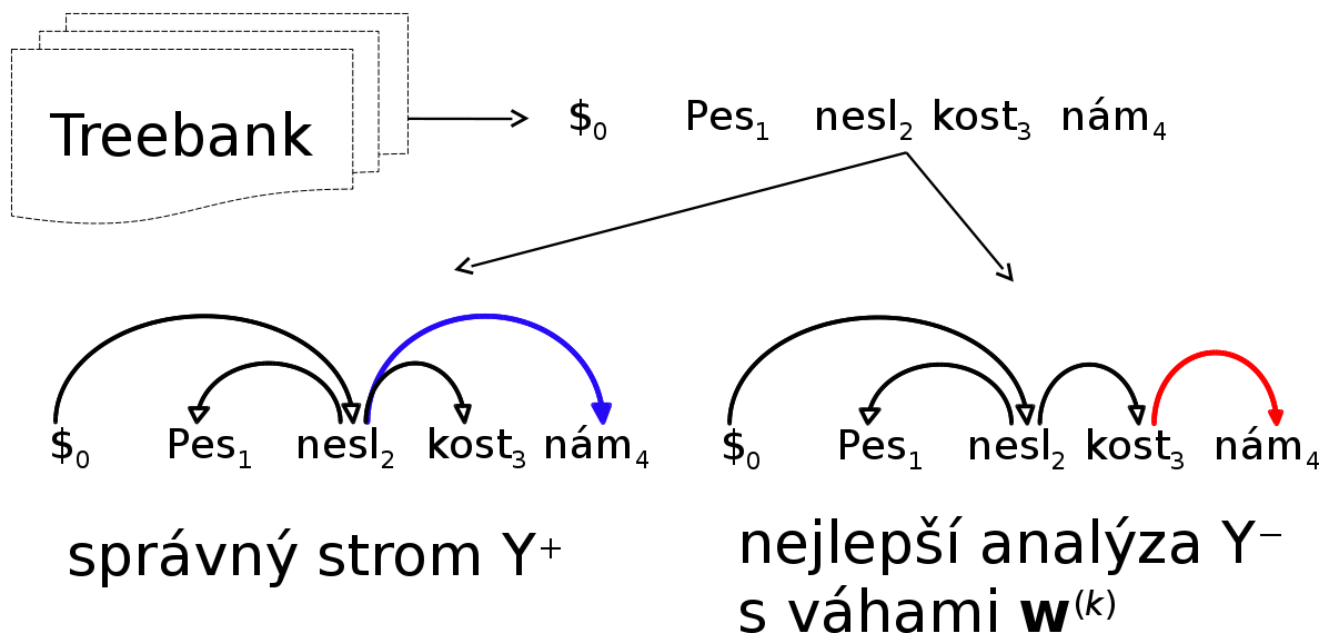 Treebank
$₀ Pes₁ nesl₂ kost₃ nám₄
$₀ Pes₁ nesl₂ kost₃ nám₄
správný strom Y⁺
$₀ Pes₁ nesl₂ kost₃ nám₄
nejlepší analýza Y⁻
s váhami w⁽ᵏ⁾